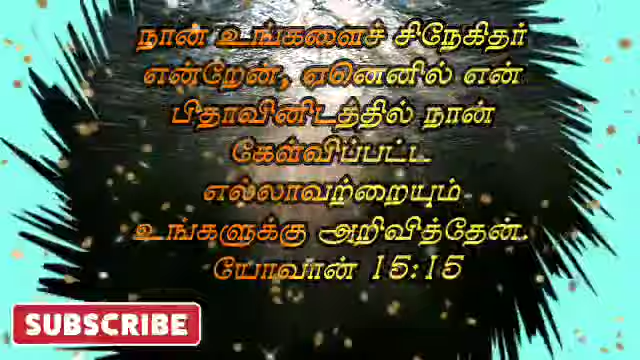 நான் உங்களைச் சிநேகிதர்
என்றேன், ஏனெனில் என்
பிதாவினிடத்தில் நான்
கேள்விப்பட்ட
எல்லாவற்றையும்
உங்களுக்கு அறிவித்தேன்.
யோவான் 15:15
SUBSCRIBE